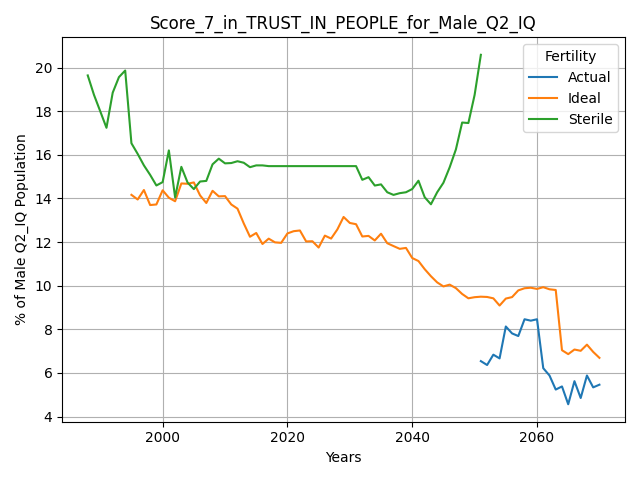 Score_7_in_TRUST_IN_PEOPLE_for_Male_Q2_IQ
Fertility
Actual
Ideal
Sterile
% of Male Q2_IQ Population
20
18
16
14
12
10
8
6
4
2000
2020
2040
2060
Years